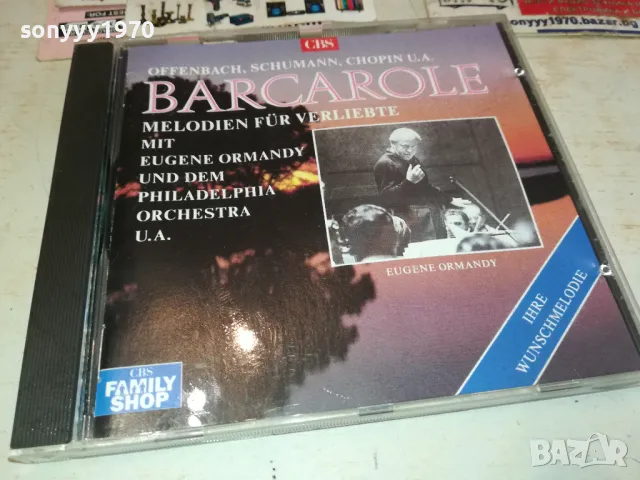 sonyyy1970
T FOR
sonyyy1970.bazar.bg
CBS
OFFENBACH, SCHUMANN, CHOPIN U.A.
BARCAROLE
MELODIEN FÜR VERLIEBTE
MIT
EUGENE ORMANDY
UND DEM
PHILADELPHIA
ORCHESTRA
U.A.
EUGENE ORMANDY
IHRE
WUNSCHMELODIE
CBS
FAMILY
SHOP
BAZAR